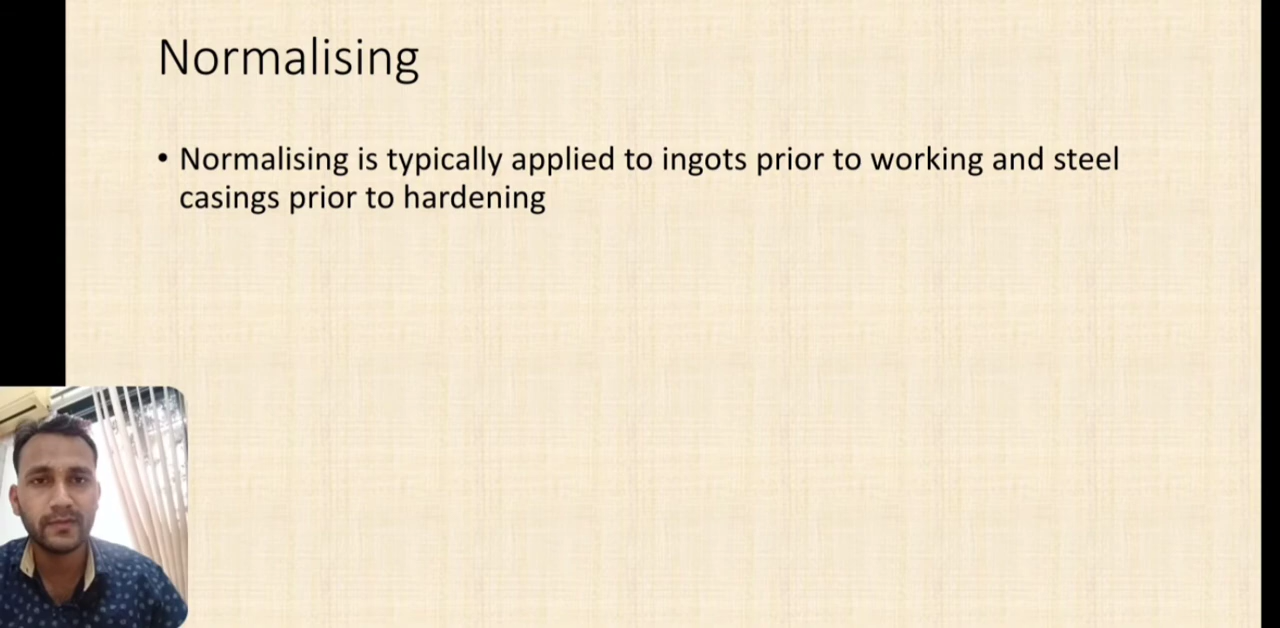 Normalising
• Normalising is typically applied to ingots prior to working and steel
casings prior to hardening